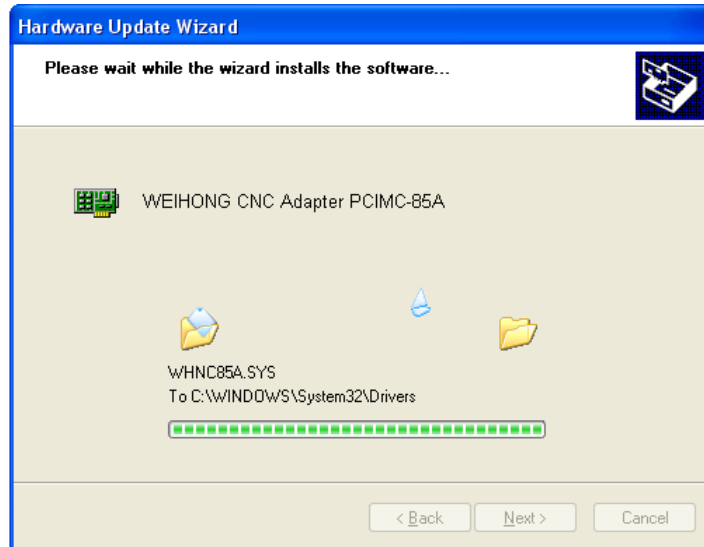 Hardware Update Wizard
Please wait while the wizard installs the software...
WEIHONG CNC Adapter PCIMC-85A
WHNC85A.SYS
To C:\WINDOWS\System32\Drivers
< Back Next > Cancel